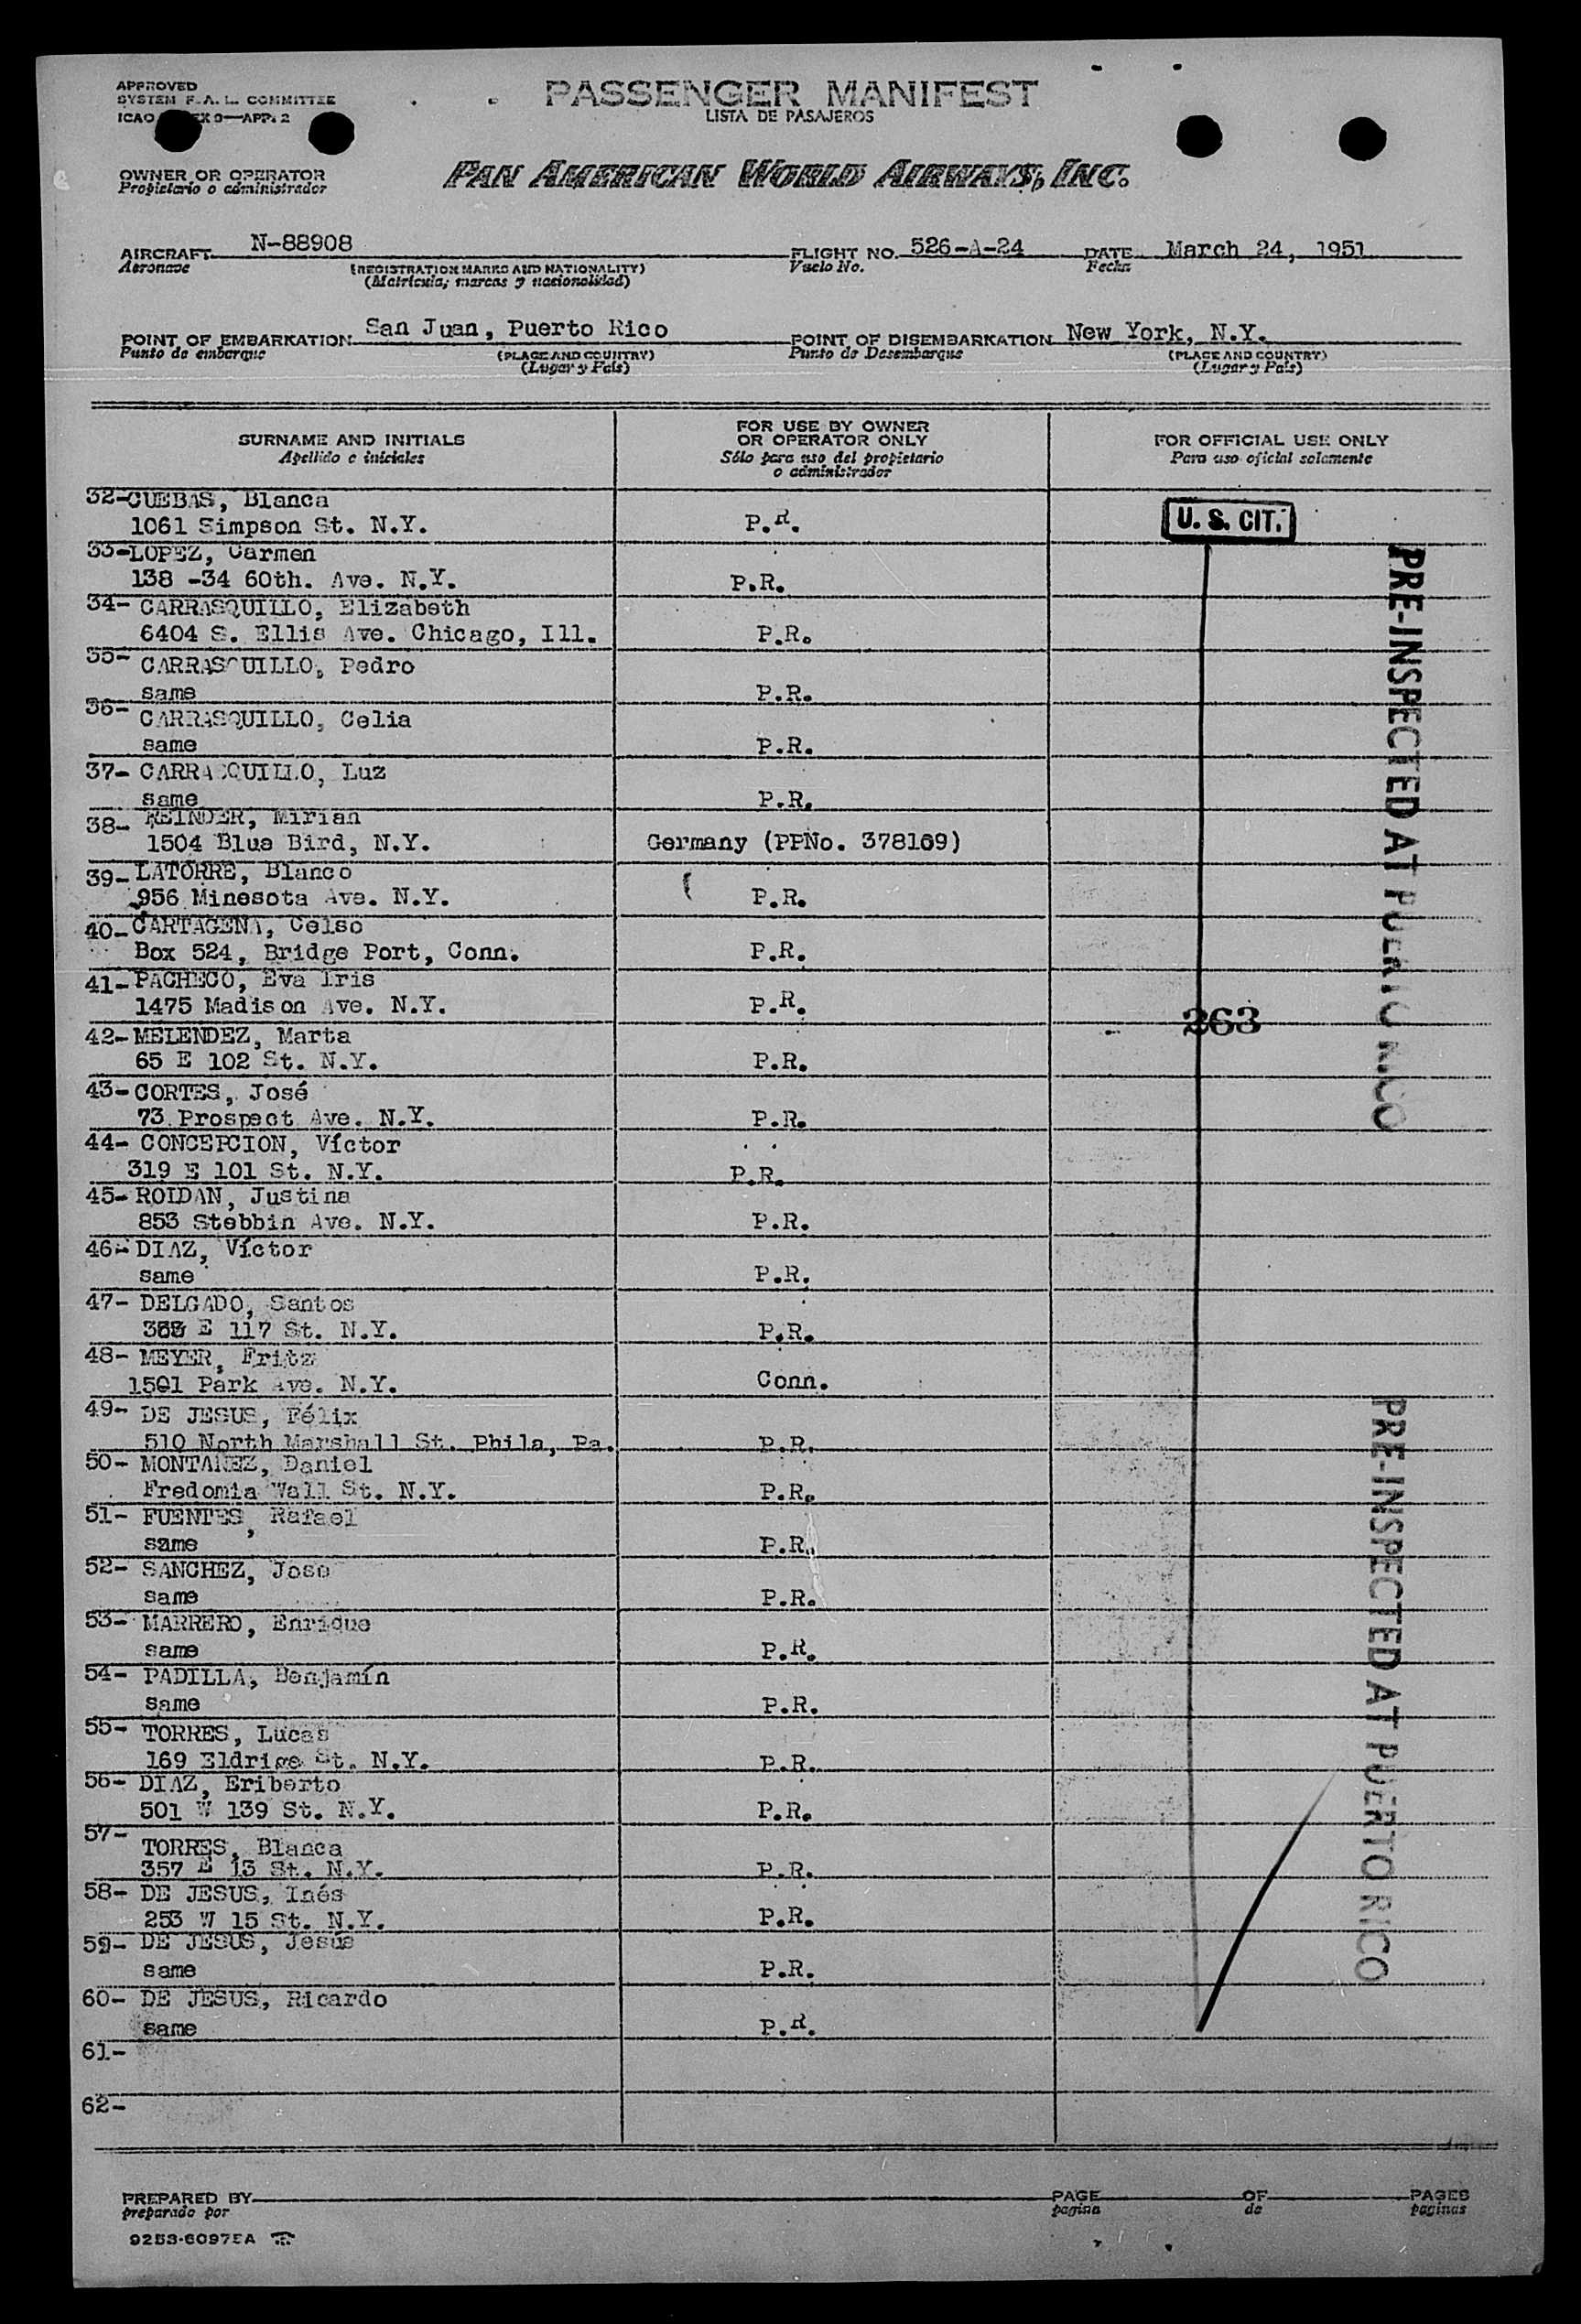 APPROVED
SYSTEM F.A.L. COMMITTEE
ICAO EX 9—APP. 2
PASSENGER MANIFEST
LISTA DE PASAJEROS
OWNER OR OPERATOR
Propietario o administrador
PAN AMERICAN WORLD AIRWAYS, INC.
AIRCRAFT N-88908 FLIGHT NO. 526-A-24 DATE March 24, 1951
Aeronave (REGISTRATION MARKS AND NATIONALITY) Vuelo No. Fecha
(Matrícula, marcas y nacionalidad)
POINT OF EMBARKATION San Juan, Puerto Rico POINT OF DISEMBARKATION New York, N.Y.
Punto de embarque (PLACE AND COUNTRY) Punto de Desembarque (PLACE AND COUNTRY)
(Lugar y País) (Lugar y País)
SURNAME AND INITIALS
Apellido e iniciales
FOR USE BY OWNER
OR OPERATOR ONLY
Sólo para uso del propietario
o administrador
FOR OFFICIAL USE ONLY
Para uso oficial solamente
32-CUEBAS, Blanca
1061 Simpson St. N.Y. P.R. U. S. CIT.
33-LOPEZ, Carmen
138 -34 60th. Ave. N.Y. P.R.
34- CARRASQUILLO, Elizabeth
6404 S. Ellis Ave. Chicago, Ill. P.R.
35- CARRASQUILLO, Pedro
same P.R.
36- CARRASQUILLO, Celia
same P.R.
37- CARRASQUILLO, Luz
same P.R.
38- REINDER, Mirian
1504 Blue Bird, N.Y. Germany (PPNo. 378169)
39- LATORRE, Blanco
956 Minesota Ave. N.Y. P.R.
40- CARTAGENA, Celso
Box 524, Bridge Port, Conn. P.R.
41- PACHECO, Eva Iris
1475 Madison Ave. N.Y. P.R.
263
42- MELENDEZ, Marta
65 E 102 St. N.Y. P.R.
43- CORTES, José
73 Prospect Ave. N.Y. P.R.
44- CONCEPCION, Víctor
319 E 101 St. N.Y. P.R.
45- ROLDAN, Justina
853 Stebbin Ave. N.Y. P.R.
46- DIAZ, Víctor
same P.R.
47- DELGADO, Santos
E 117 St. N.Y. P.R.
48- MEYER, Fritz
1501 Park Ave. N.Y. Conn.
49- DE JESUS, Félix
510 North Marshall St. Phila, Pa. P.R.
50- MONTAÑEZ, Daniel
Fredomia Wall St. N.Y. P.R.
51- FUENTES, Rafael
same P.R.
52- SANCHEZ, Jose
same P.R.
53- MARRERO, Enrique
same P.R.
54- PADILLA, Benjamín
same P.R.
55- TORRES, Lucas
169 Eldrige St. N.Y. P.R.
56- DIAZ, Eriberto
501 W 139 St. N.Y. P.R.
57- TORRES, Blanca
357 E 13 St. N.Y. P.R.
58- DE JESUS, Inés
253 W 15 St. N.Y. P.R.
59- DE JESUS, Jesús
same P.R.
60- DE JESUS, Ricardo
same P.R.
61-
62-
PRE-INSPECTED AT PUERTO RICO
PRE-INSPECTED AT PUERTO RICO
PREPARED BY PAGE OF PAGES
preparado por pagina de paginas
9253-6097EA